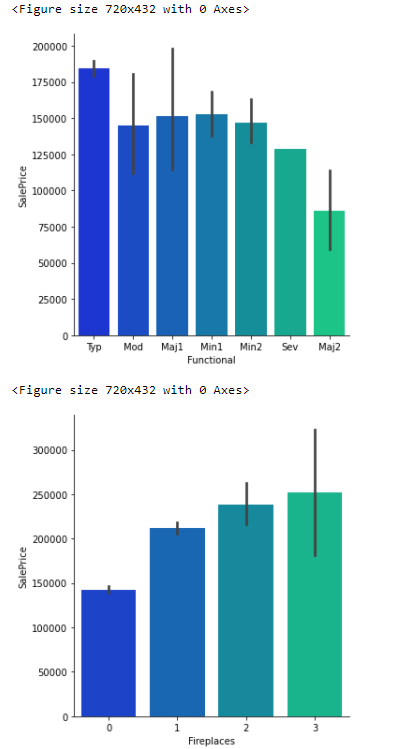 <Figure size 720x432 with 0 Axes>
200000
175000
150000
125000
100000
75000
50000
25000
0
SalePrice
Typ Mod Maj1 Min1 Min2 Sev Maj2
Functional
<Figure size 720x432 with 0 Axes>
300000
250000
200000
150000
100000
50000
0
SalePrice
0 1 2 3
Fireplaces